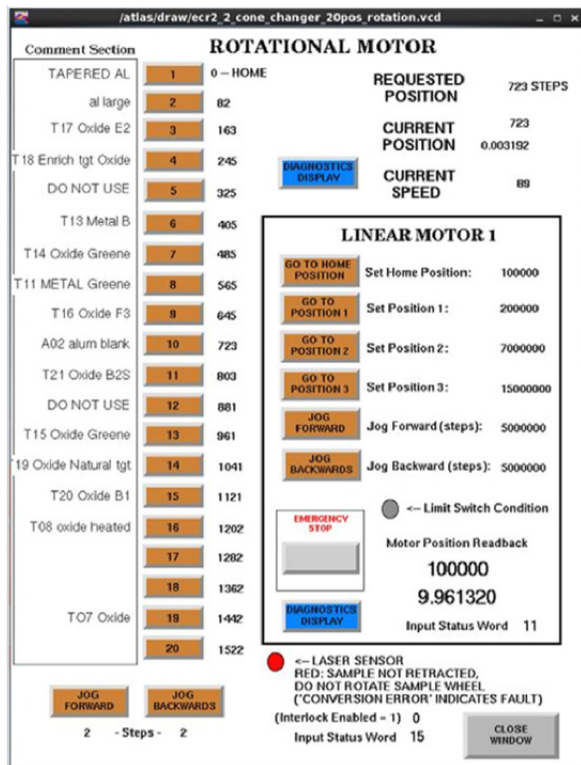 /atlas/draw/ecr2_2_cone_changer_20pos_rotation.vcd
Comment Section
ROTATIONAL MOTOR
TAPERED AL 1 0 -- HOME
al large 2 82
T17 Oxide E2 3 163
T18 Enrich tgt Oxide 4 245
DO NOT USE 5 325
T13 Metal B 6 405
T14 Oxide Greene 7 485
T11 METAL Greene 8 565
T16 Oxide F3 9 645
A02 alum blank 10 723
T21 Oxide B2S 11 803
DO NOT USE 12 881
T15 Oxide Greene 13 961
T19 Oxide Natural tgt 14 1041
T20 Oxide B1 15 1121
T08 oxide heated 16 1202
17 1282
18 1362
TO7 Oxide 19 1442
20 1522
JOG FORWARD
JOG BACKWARDS
2 - Steps - 2
REQUESTED POSITION 723 STEPS
CURRENT POSITION 723
0.003192
DIAGNOSTICS DISPLAY
CURRENT SPEED 89
LINEAR MOTOR 1
GO TO HOME POSITION Set Home Position: 100000
GO TO POSITION 1 Set Position 1: 200000
GO TO POSITION 2 Set Position 2: 7000000
GO TO POSITION 3 Set Position 3: 15000000
JOG FORWARD Jog Forward (steps): 5000000
JOG BACKWARDS Jog Backward (steps): 5000000
<-- Limit Switch Condition
EMERGENCY STOP
Motor Position Readback
100000
9.961320
DIAGNOSTICS DISPLAY
Input Status Word 11
<-- LASER SENSOR
RED: SAMPLE NOT RETRACTED,
DO NOT ROTATE SAMPLE WHEEL
("CONVERSION ERROR" INDICATES FAULT)
(Interlock Enabled = 1) 0
Input Status Word 15
CLOSE WINDOW